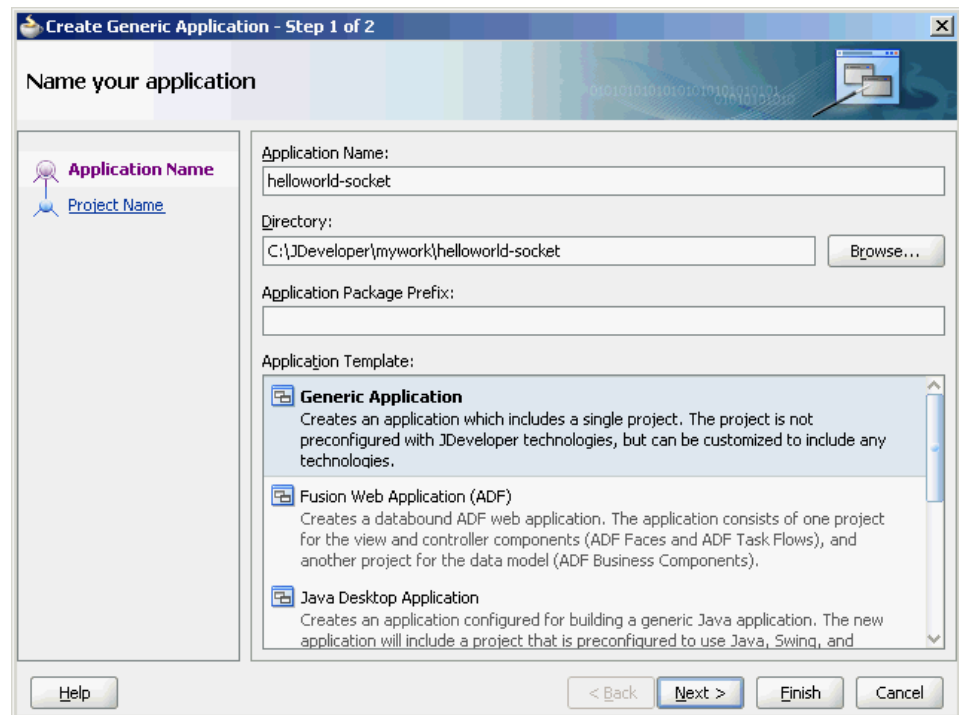 Create Generic Application - Step 1 of 2
Name your application
Application Name
Project Name
Application Name:
helloworld-socket
Directory:
C:\JDeveloper\mywork\helloworld-socket
Browse...
Application Package Prefix:
Application Template:
Generic Application
Creates an application which includes a single project. The project is not
preconfigured with JDeveloper technologies, but can be customized to include any
technologies.
Fusion Web Application (ADF)
Creates a databound ADF web application. The application consists of one project
for the view and controller components (ADF Faces and ADF Task Flows), and
another project for the data model (ADF Business Components).
Java Desktop Application
Creates an application configured for building a generic Java application. The new
application will include a project that is preconfigured to use Java, Swing, and
Help
< Back
Next >
Finish
Cancel